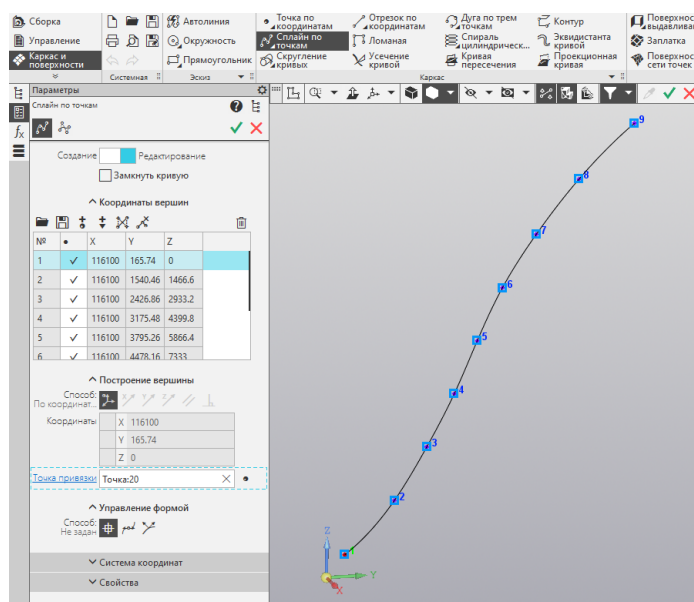 Сборка
Управление
Каркас и поверхности
Системная
Автолиния
Окружность
Прямоугольник
Эскиз
Точка по координатам
Сплайн по точкам
Скругление кривых
Отрезок по координатам
Ломаная
Усечение кривой
Дуга по трем точкам
Спираль цилиндрическ...
Кривая пересечения
Контур
Эквидистанта кривой
Проекционная кривая
Каркас
Поверхнос
выдавливан
Заплатка
Поверхнос
сети точек
Параметры
Сплайн по точкам
Создание Редактирование
Замкнуть кривую
Координаты вершин
№ X Y Z
1 116100 165.74 0
2 116100 1540.46 1466.6
3 116100 2426.86 2933.2
4 116100 3175.48 4399.8
5 116100 3795.26 5866.4
6 116100 4478.16 7333
Построение вершины
Способ:
По координат...
Координаты X 116100
Y 165.74
Z 0
Точка привязки Точка:20
Управление формой
Способ:
Не задан
Система координат
Свойства
9
8
7
6
5
4
3
2
1
Z
Y
X